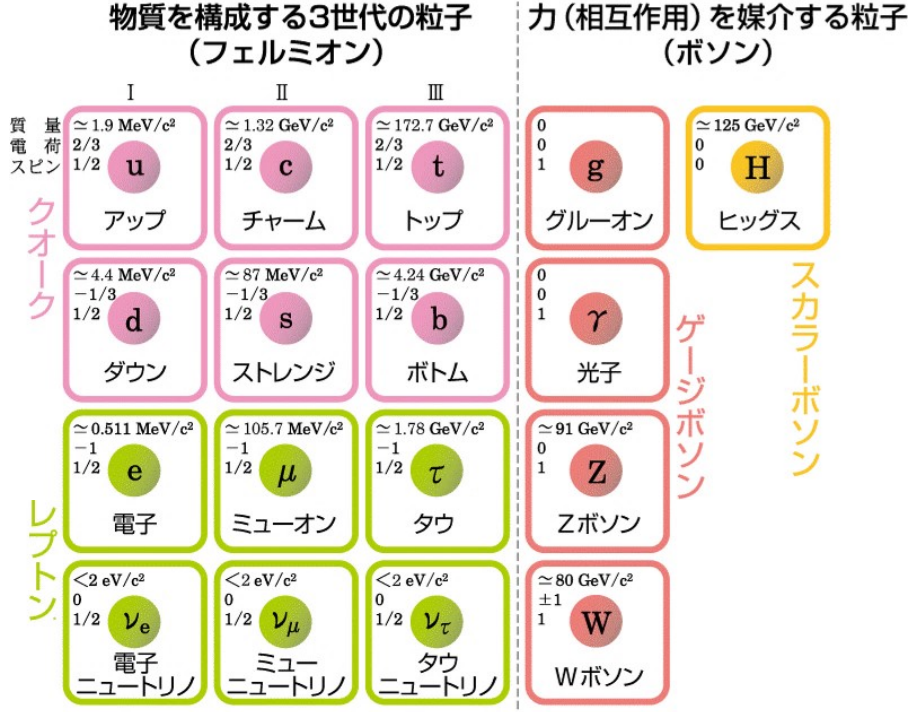 物質を構成する3世代の粒子
（フェルミオン）
力（相互作用）を媒介する粒子
（ボソン）
I
II
III
質 量
電 荷
スピン
クオーク
≃1.9 MeV/c²
2/3
1/2
u
アップ
≃1.32 GeV/c²
2/3
1/2
c
チャーム
≃172.7 GeV/c²
2/3
1/2
t
トップ
0
0
1
g
グルーオン
≃125 GeV/c²
0
0
H
ヒッグス
≃4.4 MeV/c²
−1/3
1/2
d
ダウン
≃87 MeV/c²
−1/3
1/2
s
ストレンジ
≃4.24 GeV/c²
−1/3
1/2
b
ボトム
0
0
1
γ
光子
ゲージボソン
スカラーボソン
レプトン
≃0.511 MeV/c²
−1
1/2
e
電子
≃105.7 MeV/c²
−1
1/2
μ
ミューオン
≃1.78 GeV/c²
−1
1/2
τ
タウ
≃91 GeV/c²
0
1
Z
Zボソン
<2 eV/c²
0
1/2
νe
電子
ニュートリノ
<2 eV/c²
0
1/2
νμ
ミュー
ニュートリノ
<2 eV/c²
0
1/2
ντ
タウ
ニュートリノ
≃80 GeV/c²
±1
1
W
Wボソン